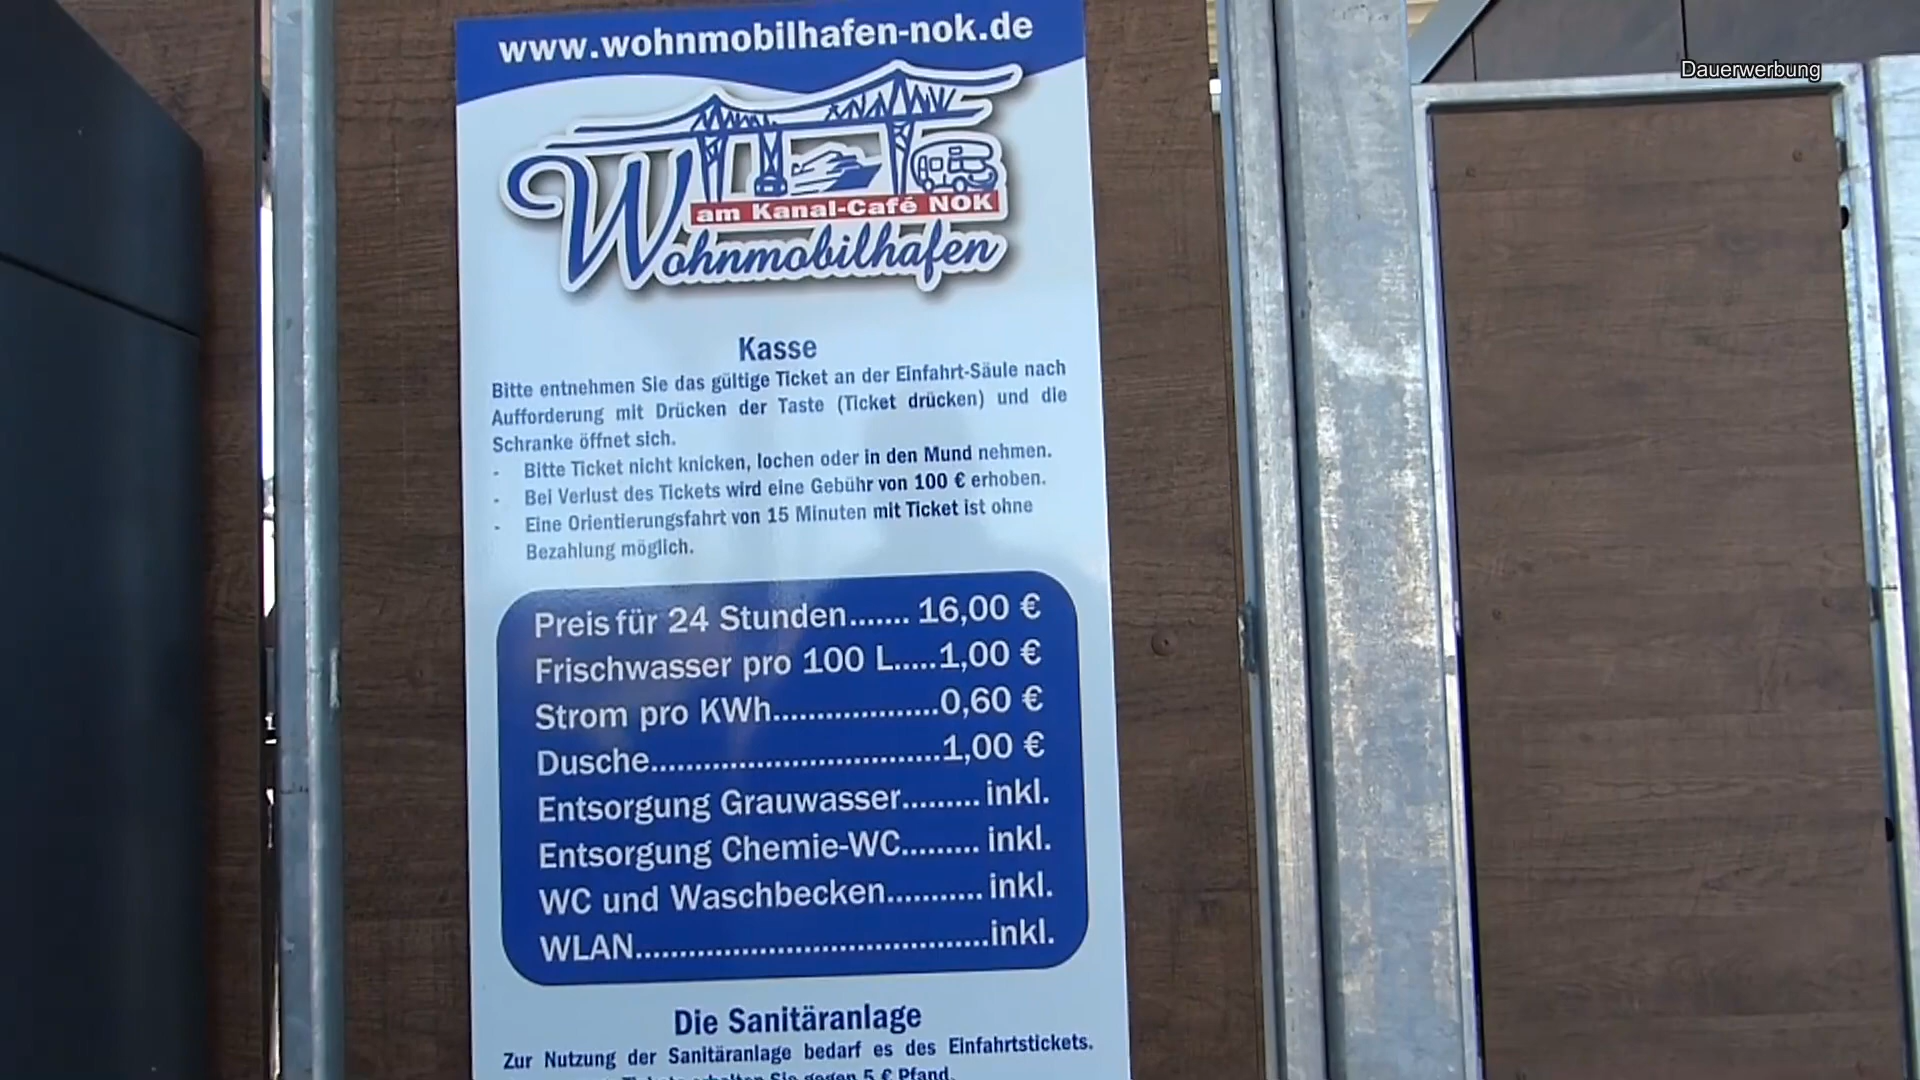 www.wohnmobilhafen-nok.de
Dauerwerbung
am Kanal-Café NOK
Wohnmobilhafen
Kasse
Bitte entnehmen Sie das gültige Ticket an der Einfahrt-Säule nach
Aufforderung mit Drücken der Taste (Ticket drücken) und die
Schranke öffnet sich.
- Bitte Ticket nicht knicken, lochen oder in den Mund nehmen.
- Bei Verlust des Tickets wird eine Gebühr von 100 € erhoben.
- Eine Orientierungsfahrt von 15 Minuten mit Ticket ist ohne
Bezahlung möglich.
Preis für 24 Stunden....... 16,00 €
Frischwasser pro 100 L.....1,00 €
Strom pro KWh...................0,60 €
Dusche.................................1,00 €
Entsorgung Grauwasser......... inkl.
Entsorgung Chemie-WC......... inkl.
WC und Waschbecken........... inkl.
WLAN........................................inkl.
Die Sanitäranlage
Zur Nutzung der Sanitäranlage bedarf es des Einfahrtstickets.
erhalten Sie gegen 5 € Pfand.